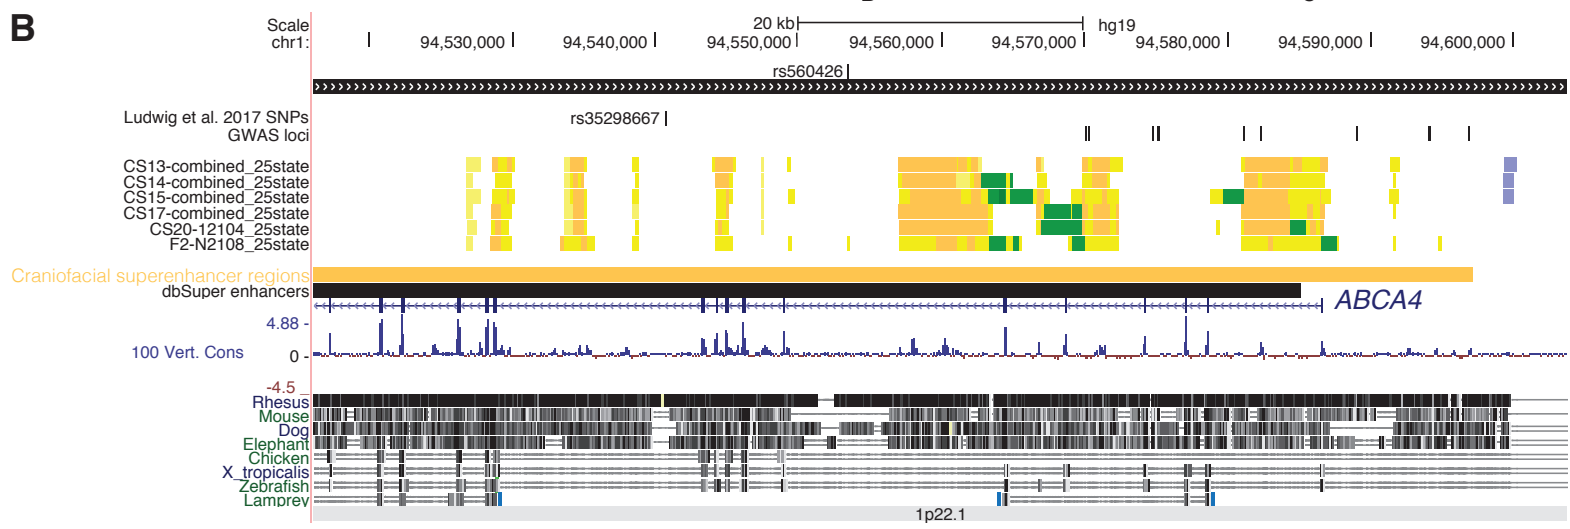 B
Scale 20 kb hg19
chr1: 94,530,000 94,540,000 94,550,000 94,560,000 94,570,000 94,580,000 94,590,000 94,600,000
rs560426
Ludwig et al. 2017 SNPs rs35298667
GWAS loci
CS13-combined_25state
CS14-combined_25state
CS15-combined_25state
CS17-combined_25state
CS20-12104_25state
F2-N2108_25state
Craniofacial superenhancer regions
dbSuper enhancers
ABCA4
4.88 -
100 Vert. Cons
0 -
-4.5 _
Rhesus
Mouse
Dog
Elephant
Chicken
X_tropicalis
Zebrafish
Lamprey
1p22.1